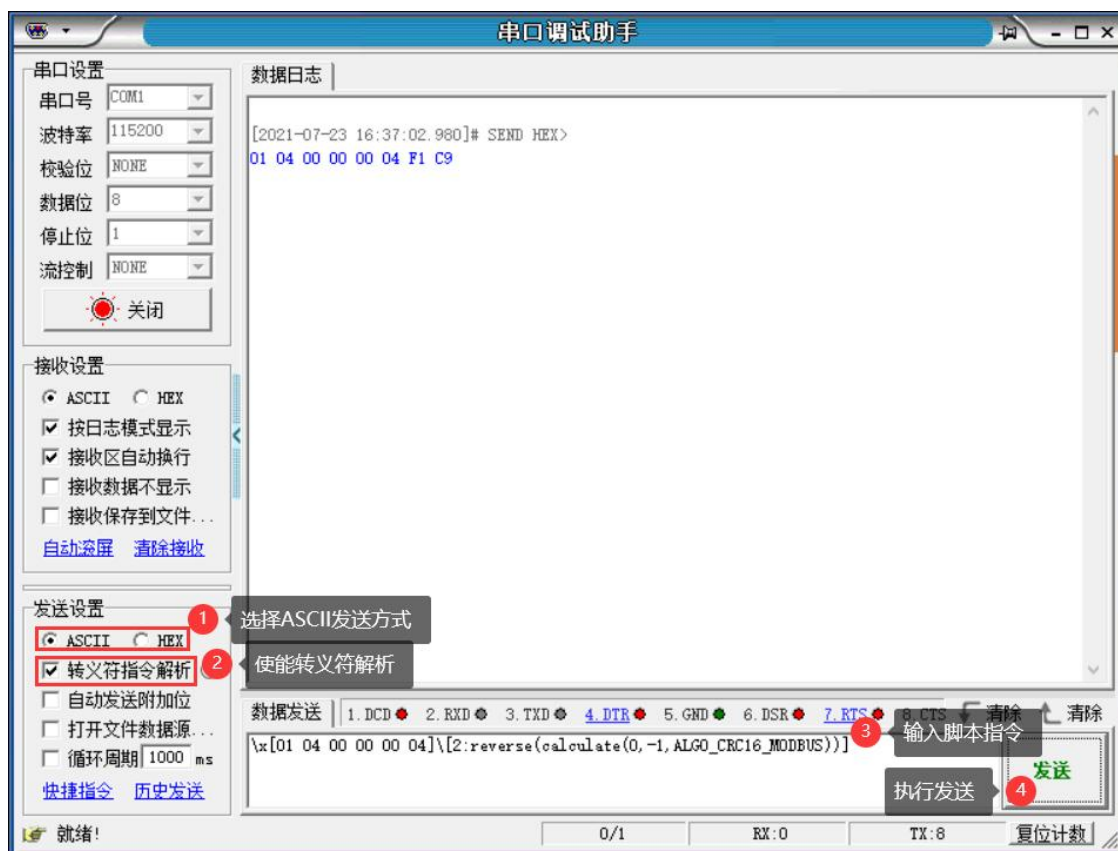 串口调试助手
串口设置
串口号 COM1
波特率 115200
校验位 NONE
数据位 8
停止位 1
流控制 NONE
关闭
接收设置
ASCII HEX
按日志模式显示
接收区自动换行
接收数据不显示
接收保存到文件...
自动滚屏 清除接收
发送设置
ASCII HEX
转义符指令解析
自动发送附加位
打开文件数据源...
循环周期 1000 ms
快捷指令 历史发送
数据日志
[2021-07-23 16:37:02.980]# SEND HEX>
01 04 00 00 00 04 F1 C9
1 选择ASCII发送方式
2 使能转义符解析
数据发送 1.DCD 2.RXD 3.TXD 4.DTR 5.GND 6.DSR 7.RTS 8.CTS 清除 清除
\x[01 04 00 00 00 04]\[2:reverse(calculate(0,-1,ALGO_CRC16_MODBUS))]
3 输入脚本指令
执行发送 4
发送
就绪! 0/1 RX:0 TX:8 复位计数